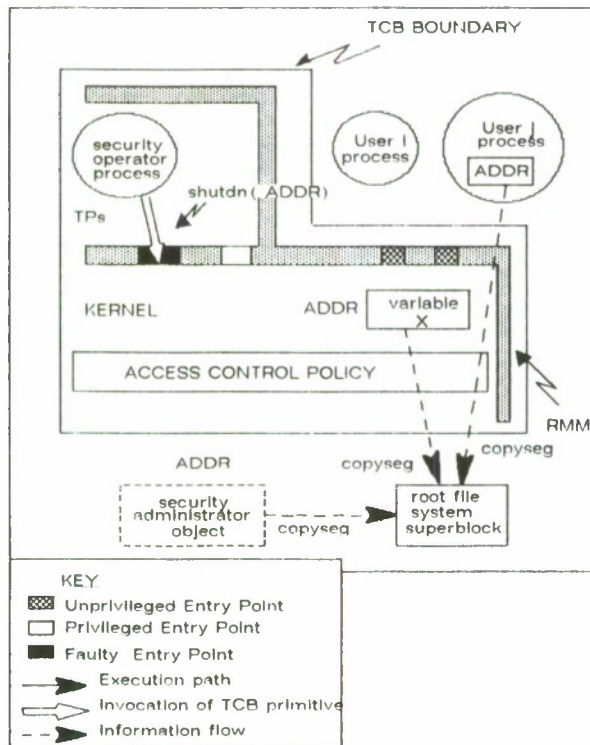 TCB BOUNDARY
security
operator
process
User i
process
User j
process
ADDR
shutdn( ADDR)
TPs
KERNEL
ADDR
variable
X
ACCESS CONTROL POLICY
RMM
copyseg
copyseg
ADDR
security
administrator
object
copyseg
root file
system
superblock
KEY
Unprivileged Entry Point
Privileged Entry Point
Faulty Entry Point
Execution path
Invocation of TCB primitive
Information flow